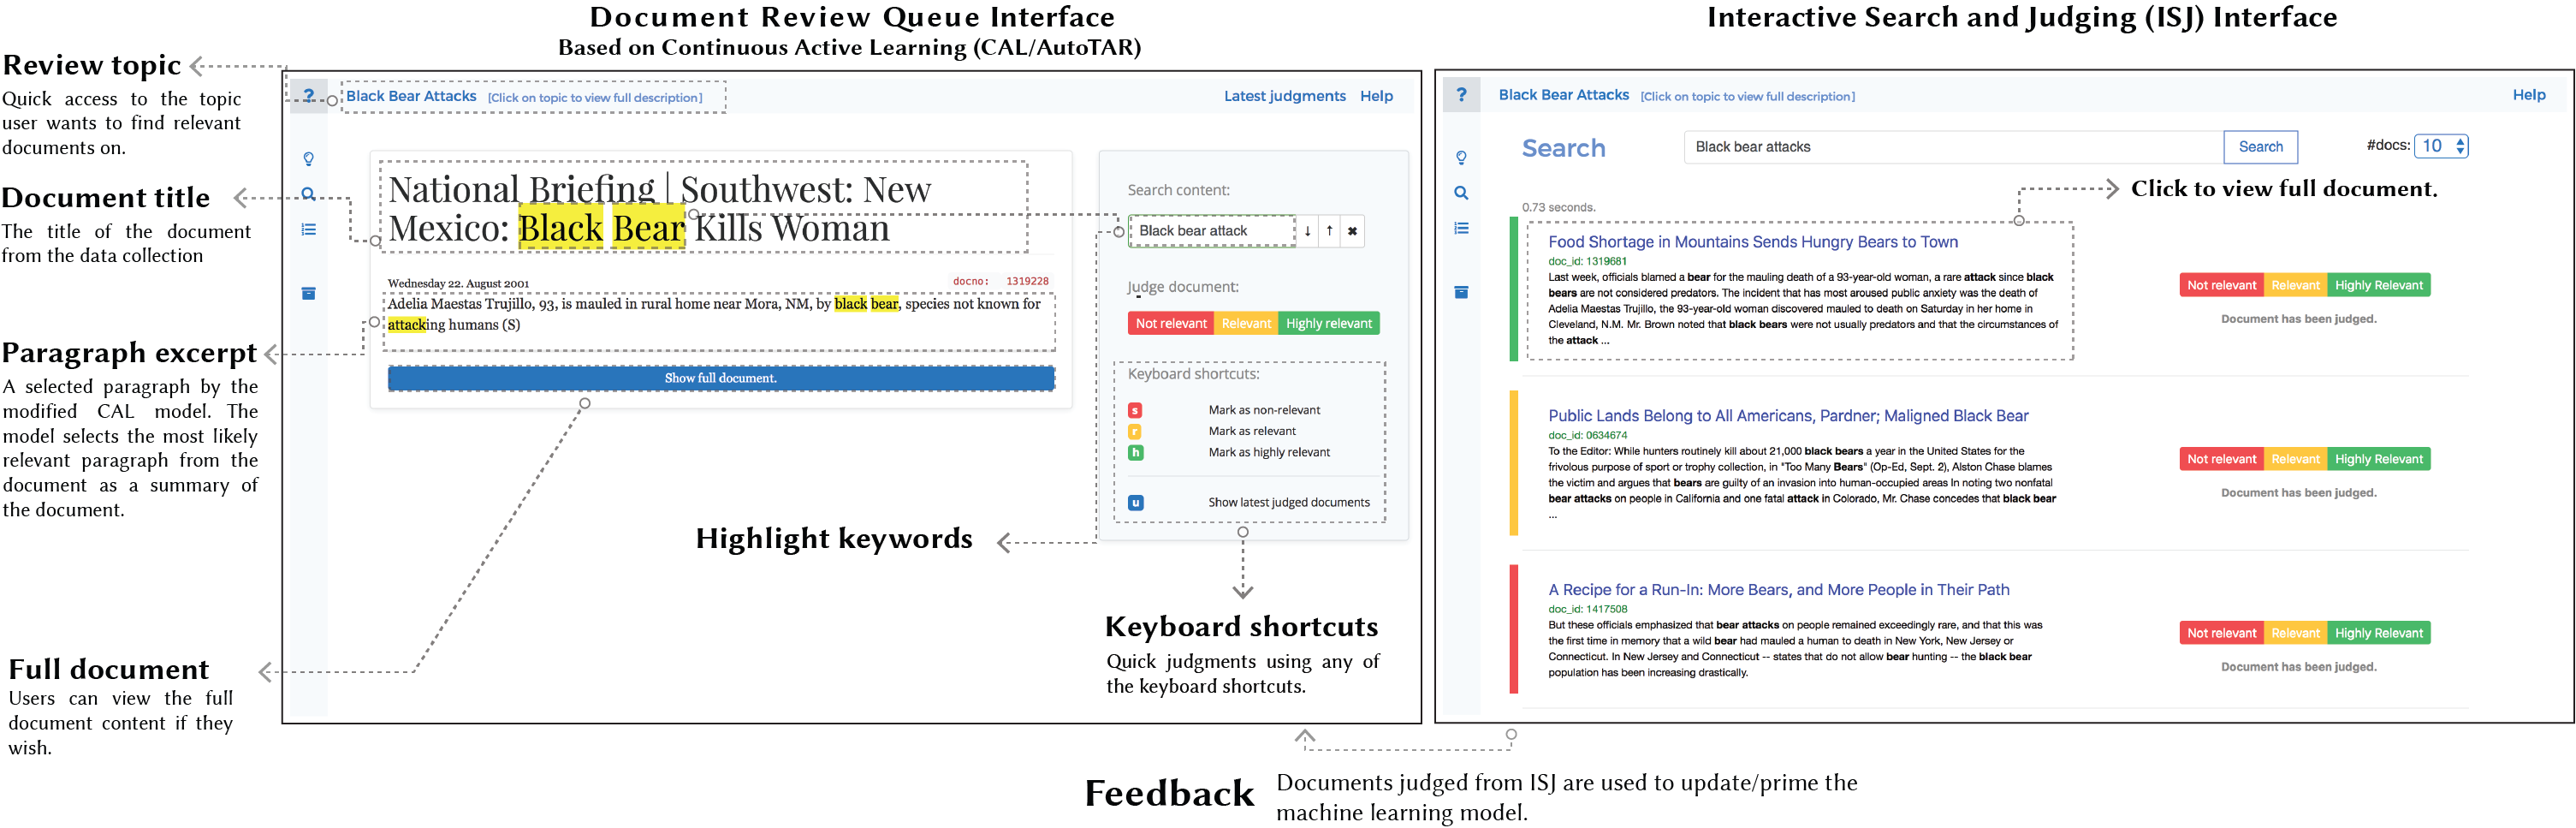 Document Review Queue Interface
Based on Continuous Active Learning (CAL/AutoTAR)
Review topic
Quick access to the topic
user wants to find relevant
documents on.
Document title
The title of the document
from the data collection
Paragraph excerpt
A selected paragraph by the
modified CAL model. The
model selects the most likely
relevant paragraph from the
document as a summary of
the document.
Full document
Users can view the full
document content if they
wish.
?
Black Bear Attacks [Click on topic to view full description]
Latest judgments Help
National Briefing | Southwest: New
Mexico: Black Bear Kills Woman
Wednesday 22. August 2001
docno: 1319228
Adelia Maestas Trujillo, 93, is mauled in rural home near Mora, NM, by black bear, species not known for
attacking humans (S)
Show full document.
Search content:
Black bear attack ↓ ↑ ✖
Judge document:
Not relevant Relevant Highly relevant
Keyboard shortcuts:
s Mark as non-relevant
r Mark as relevant
h Mark as highly relevant
u Show latest judged documents
Highlight keywords
Keyboard shortcuts
Quick judgments using any of
the keyboard shortcuts.
Interactive Search and Judging (ISJ) Interface
?
Black Bear Attacks [Click on topic to view full description]
Help
Search
Black bear attacks
Search
#docs: 10
Click to view full document.
0.73 seconds.
Food Shortage in Mountains Sends Hungry Bears to Town
doc_id: 1319681
Last week, officials blamed a bear for the mauling death of a 93-year-old woman, a rare attack since black
bears are not considered predators. The incident that has most aroused public anxiety was the death of
Adelia Maestas Trujillo, the 93-year-old woman discovered mauled to death on Saturday in her home in
Cleveland, N.M. Mr. Brown noted that black bears were not usually predators and that the circumstances of
the attack ...
Not relevant Relevant Highly Relevant
Document has been judged.
Public Lands Belong to All Americans, Pardner; Maligned Black Bear
doc_id: 0634674
To the Editor: While hunters routinely kill about 21,000 black bears a year in the United States for the
frivolous purpose of sport or trophy collection, in "Too Many Bears" (Op-Ed, Sept. 2), Alston Chase blames
the victim and argues that bears are guilty of an invasion into human-occupied areas In noting two nonfatal
bear attacks on people in California and one fatal attack in Colorado, Mr. Chase concedes that black bear
...
Not relevant Relevant Highly Relevant
Document has been judged.
A Recipe for a Run-In: More Bears, and More People in Their Path
doc_id: 1417508
But these officials emphasized that bear attacks on people remained exceedingly rare, and that this was
the first time in memory that a wild bear had mauled a human to death in New York, New Jersey or
Connecticut. In New Jersey and Connecticut -- states that do not allow bear hunting -- the black bear
population has been increasing drastically.
Not relevant Relevant Highly Relevant
Document has been judged.
Feedback
Documents judged from ISJ are used to update/prime the
machine learning model.